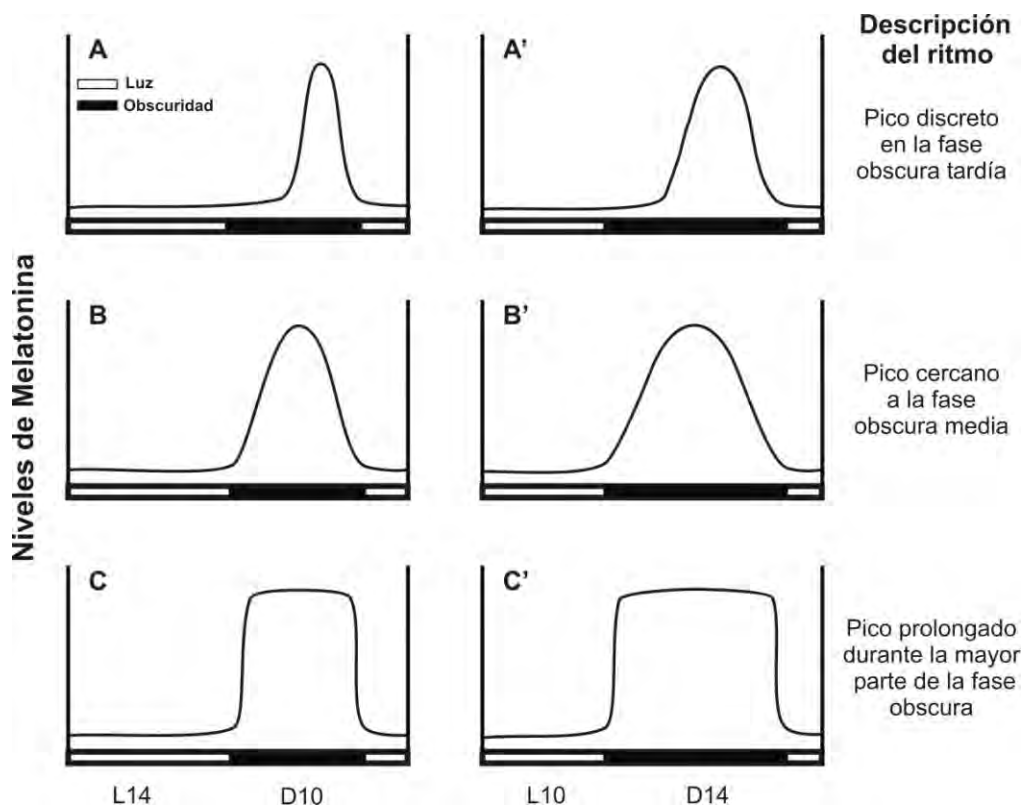 A
Luz
Obscuridad
A'
Descripción
del ritmo
Pico discreto
en la fase
obscura tardía
Niveles de Melatonina
B
B'
Pico cercano
a la fase
obscura media
C
C'
Pico prolongado
durante la mayor
parte de la fase
obscura
L14
D10
L10
D14